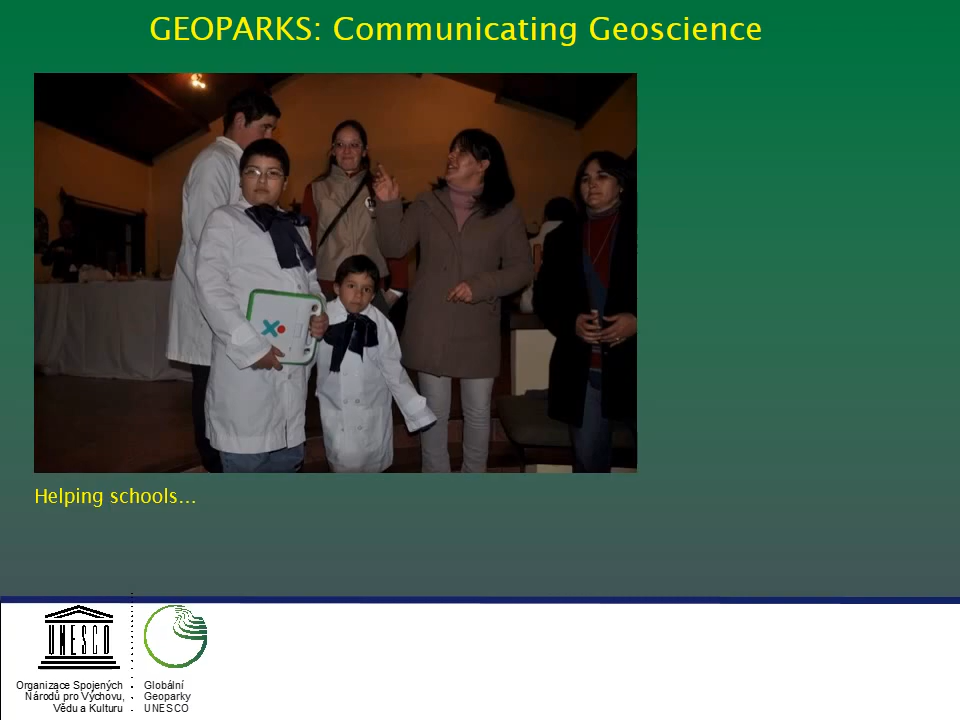 GEOPARKS: Communicating Geoscience
Helping schools...
UNESCO
Organizace Spojených
Národů pro Výchovu,
Vědu a Kulturu
Globální
Geoparky
UNESCO